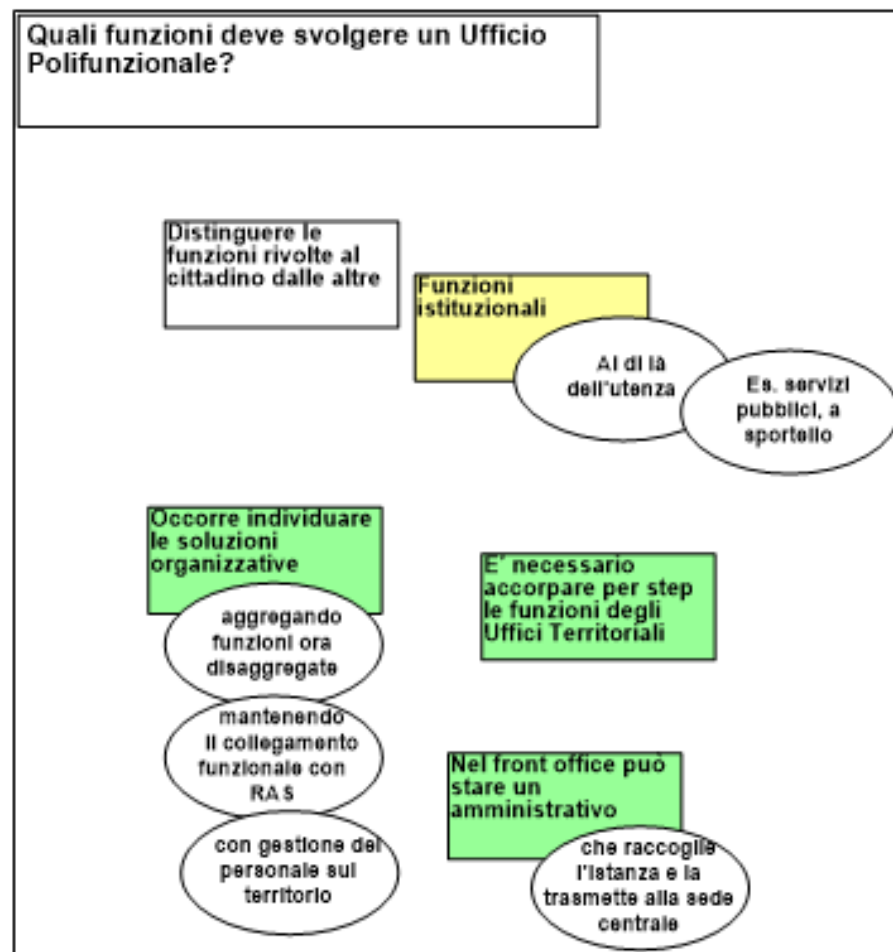 Quali funzioni deve svolgere un Ufficio
Polifunzionale?
Distinguere le
funzioni rivolte al
cittadino dalle altre
Funzioni
istituzionali
Al di là
dell'utenza
Es. servizi
pubblici, a
sportello
Occorre individuare
le soluzioni
organizzative
aggregando
funzioni ora
disaggregate
mantenendo
il collegamento
funzionale con
RAS
con gestione del
personale sul
territorio
E' necessario
accorpare per step
le funzioni degli
Uffici Territoriali
Nel front office può
stare un
amministrativo
che raccoglie
l'istanza e la
trasmette alla sede
centrale